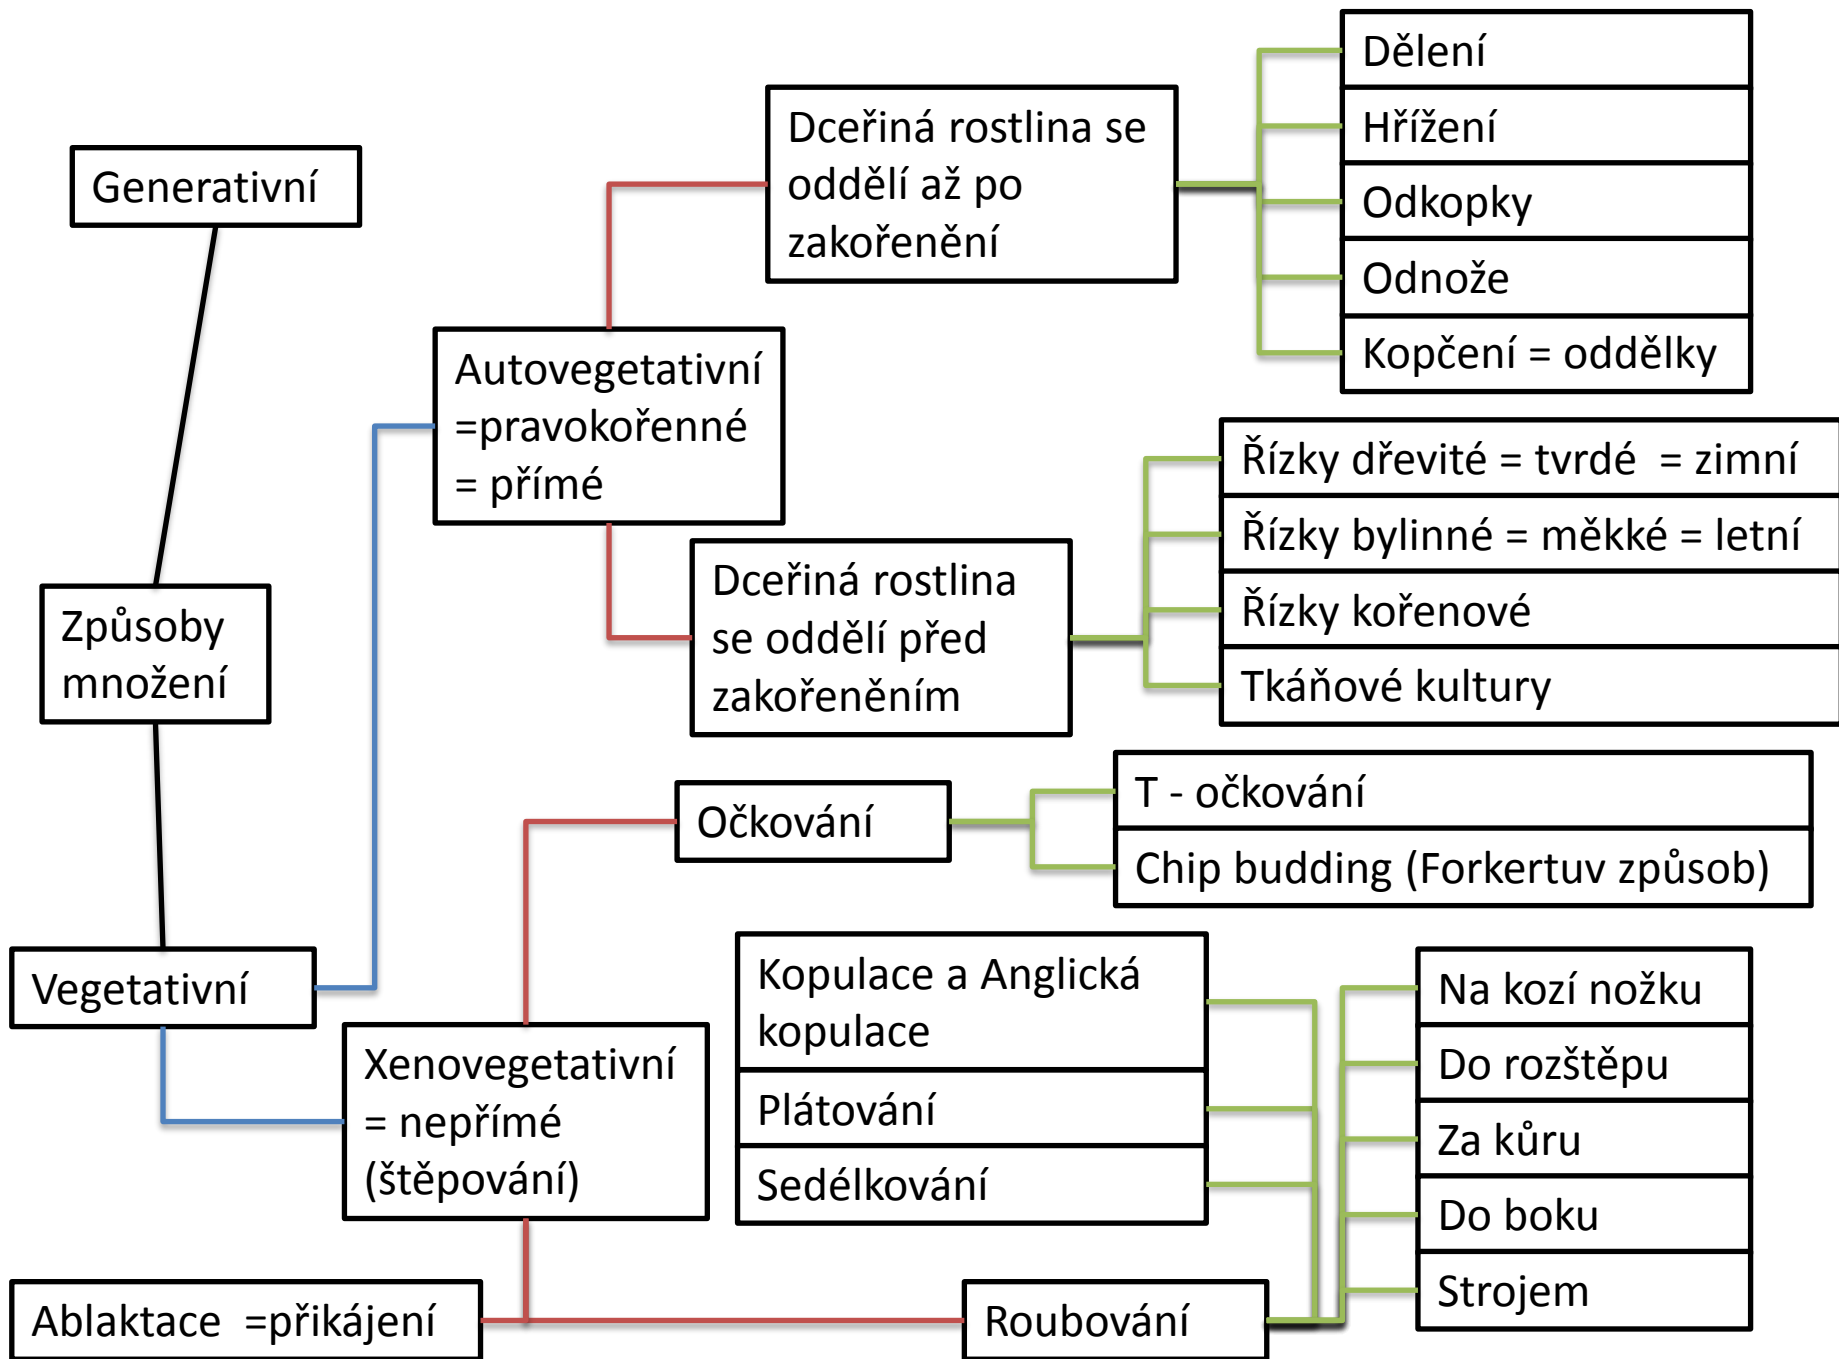 Generativní
Způsoby
množení
Vegetativní
Autovegetativní
=pravokořenné
= přímé
Dceřiná rostlina se
oddělí až po
zakořenění
Dělení
Hřížení
Odkopky
Odnože
Kopčení = oddělky
Dceřiná rostlina
se oddělí před
zakořeněním
Řízky dřevité = tvrdé  = zimní
Řízky bylinné = měkké = letní
Řízky kořenové
Tkáňové kultury
Xenovegetativní
= nepřímé
(štěpování)
Očkování
T - očkování
Chip budding (Forkertuv způsob)
Kopulace a Anglická
kopulace
Plátování
Sedélkování
Na kozí nožku
Do rozštěpu
Za kůru
Do boku
Strojem
Ablaktace  =přikájení
Roubování